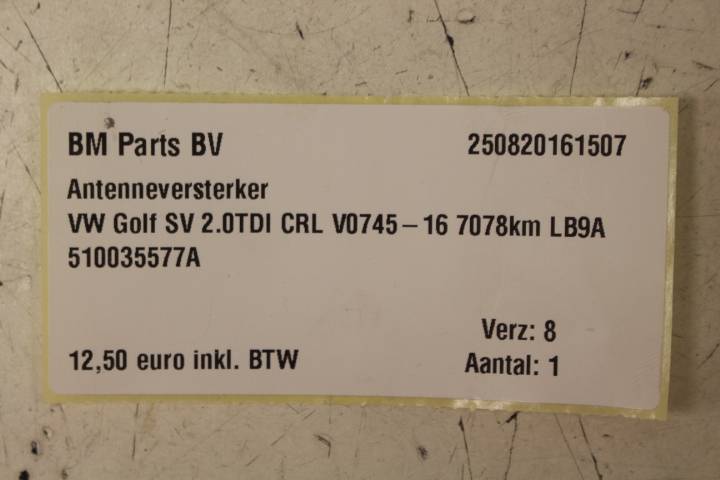 BM Parts BV 250820161507
Antenneversterker
VW Golf SV 2.0TDI CRL V0745-16 7078km LB9A
510035577A
Verz: 8
12,50 euro inkl. BTW Aantal: 1